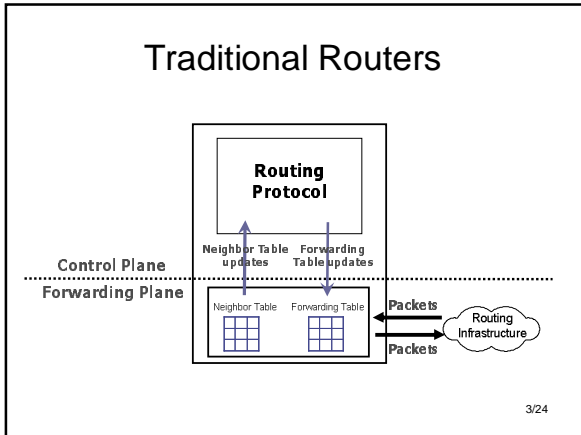 Traditional Routers
Routing
Protocol
Neighbor Table
updates
Forwarding
Table updates
Control Plane
Forwarding Plane
Neighbor Table
Forwarding Table
Packets
Packets
Routing
Infrastructure
3/24